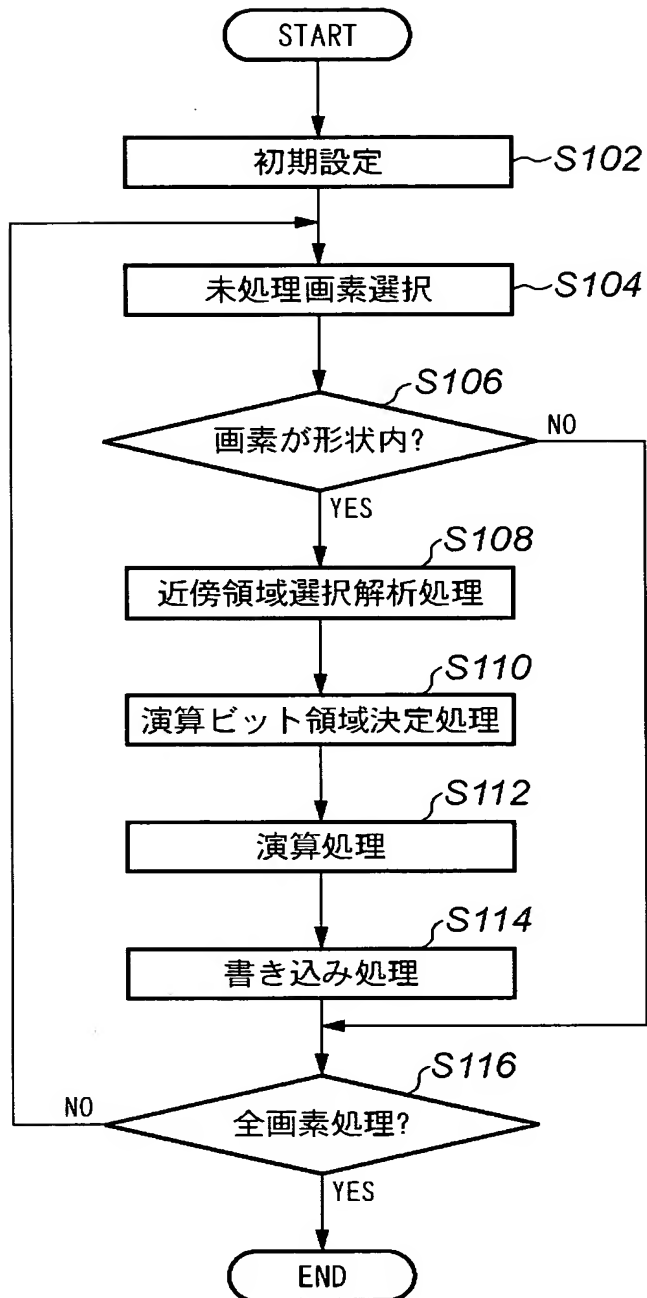 START
初期設定
S102
未処理画素選択
S104
S106
画素が形状内?
NO
YES
S108
近傍領域選択解析処理
S110
演算ビット領域決定処理
S112
演算処理
S114
書き込み処理
S116
NO
全画素処理?
YES
END